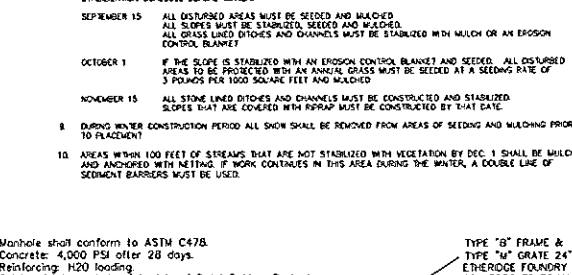 SEPTEMBER 15 ALL DISTURBED AREAS MUST BE SEEDED AND MULCHED
ALL SLOPES MUST BE STABILIZED, SEEDED AND MULCHED.
ALL GRASS LINED DITCHES AND CHANNELS MUST BE STABILIZED WITH MULCH OR AN EROSION
CONTROL BLANKET
OCTOBER 1 IF THE SLOPE IS STABILIZED WITH AN EROSION CONTROL BLANKET AND SEEDED. ALL DISTURBED
AREAS TO BE PROTECTED WITH AN ANNUAL GRASS MUST BE SEEDED AT A SEEDING RATE OF
3 POUNDS PER 1000 SQUARE FEET AND MULCHED
NOVEMBER 15 ALL STONE LINED DITCHES AND CHANNELS MUST BE CONSTRUCTED AND STABILIZED.
SLOPES THAT ARE COVERED WITH RIPRAP MUST BE CONSTRUCTED BY THAT DATE.
9. DURING WINTER CONSTRUCTION PERIOD ALL SNOW SHALL BE REMOVED FROM AREAS OF SEEDING AND MULCHING PRIOR
TO PLACEMENT
10. AREAS WITHIN 100 FEET OF STREAMS THAT ARE NOT STABILIZED WITH VEGETATION BY DEC. 1 SHALL BE MULC
AND ANCHORED WITH NETTING. IF WORK CONTINUES IN THIS AREA DURING THE WINTER, A DOUBLE LINE OF
SEDIMENT BARRIERS MUST BE USED.
Manhole shall conform to ASTM C478.
Concrete: 4,000 PSI after 28 days.
Reinforcing: H20 loading.
TYPE "B" FRAME &
TYPE "M" GRATE 24"
ETHERIDGE FOUNDRY